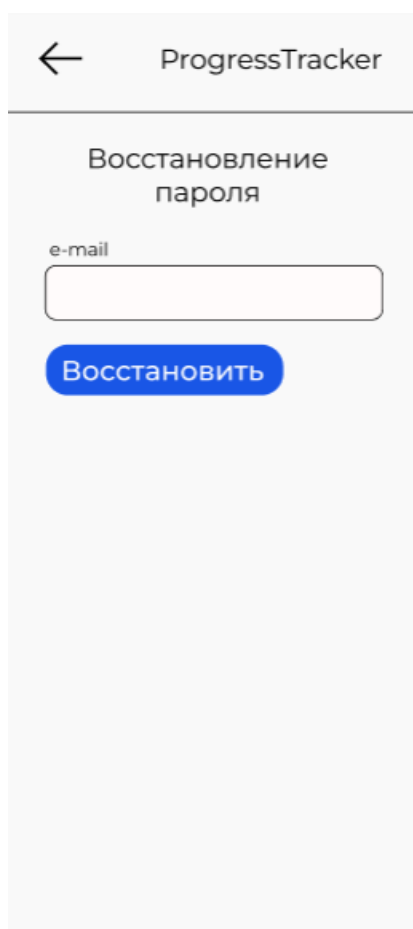 ProgressTracker
Восстановление
пароля
e-mail
Восстановить